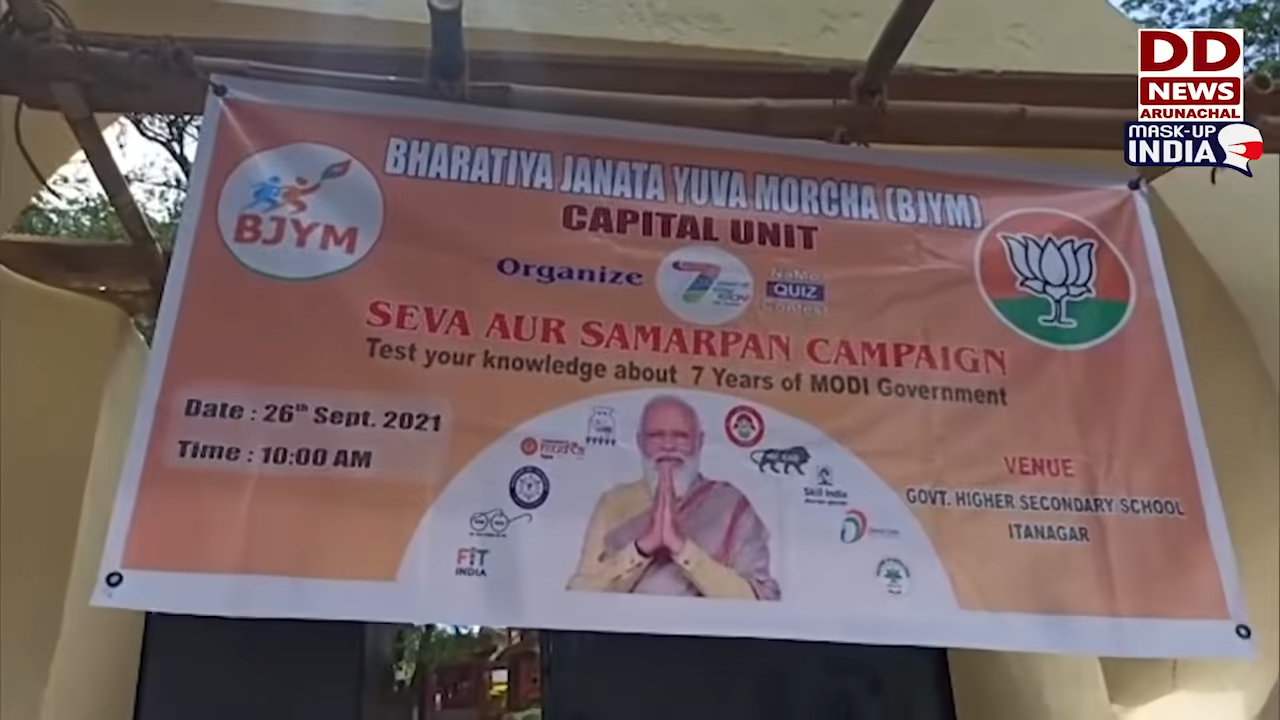 DD
NEWS
ARUNACHAL
MASK-UP
INDIA
BHARATIYA JANATA YUVA MORCHA (BJYM)
BJYM
CAPITAL UNIT
Organize
7
NaMo
QUIZ
Contest
SEVA AUR SAMARPAN CAMPAIGN
Test your knowledge about 7 Years of MODI Government
Date : 26th Sept. 2021
Time : 10:00 AM
Skil India
FIT
INDIA
VENUE
GOVT. HIGHER SECONDARY SCHOOL
ITANAGAR